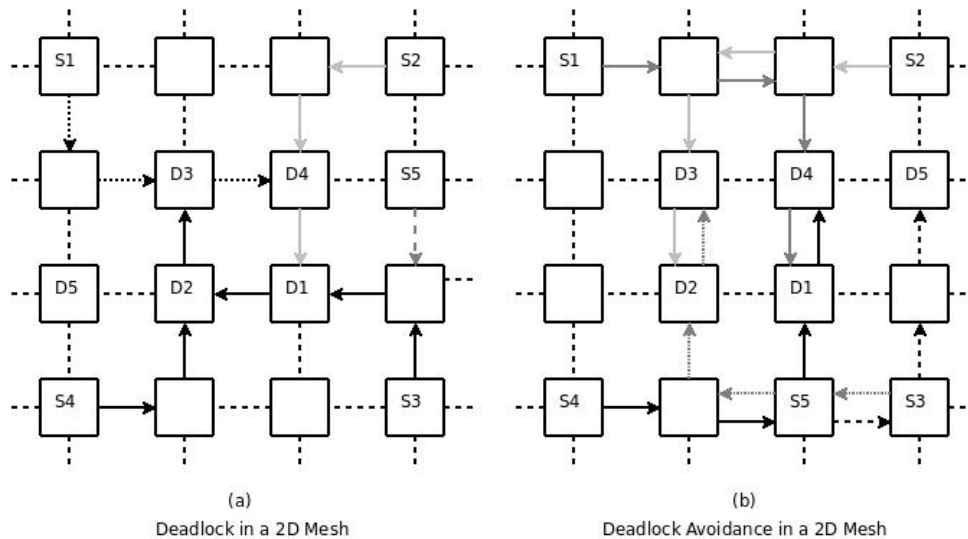 S1
S2
D3
D4
S5
D5
D2
D1
S4
S3
(a)
Deadlock in a 2D Mesh
S1
S2
D3
D4
D5
D2
D1
S4
S5
S3
(b)
Deadlock Avoidance in a 2D Mesh